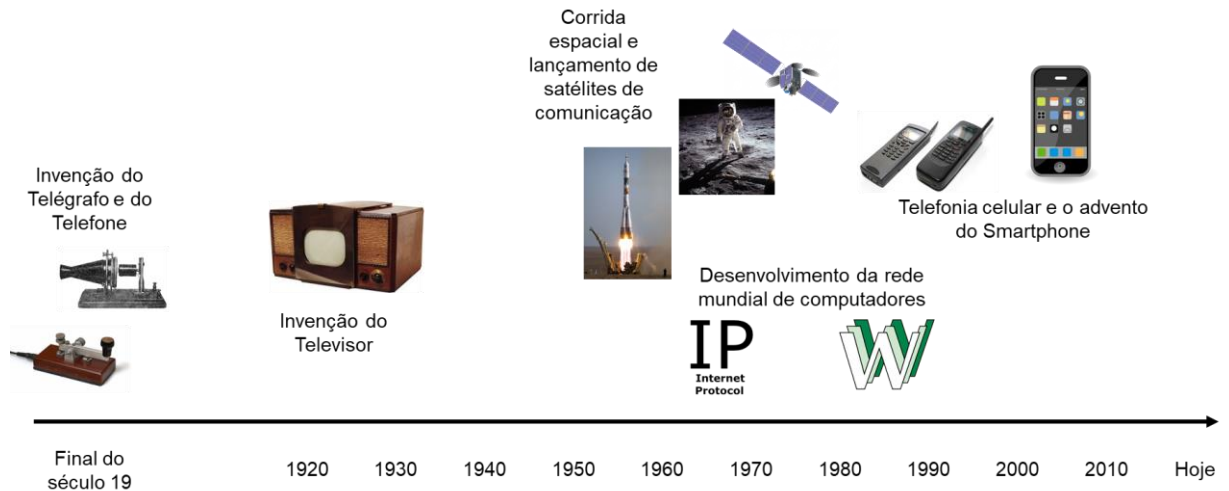 Corrida
espacial e
lançamento de
satélites de
comunicação
Invenção do
Telégrafo e do
Telefone
Telefonia celular e o advento
do Smartphone
Desenvolvimento da rede
mundial de computadores
Invenção do
Televisor
IP
Internet
Protocol
W
Final do
século 19
1920
1930
1940
1950
1960
1970
1980
1990
2000
2010
Hoje